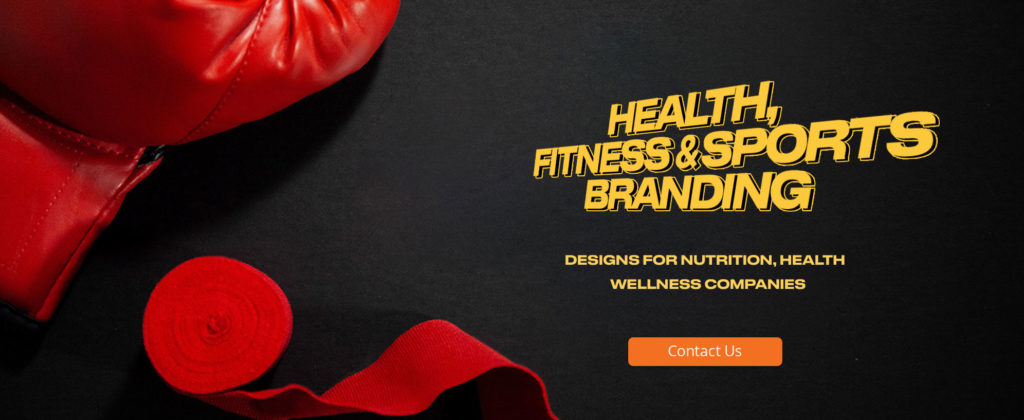 HEALTH,
FITNESS & SPORTS
BRANDING
DESIGNS FOR NUTRITION, HEALTH
WELLNESS COMPANIES
Contact Us